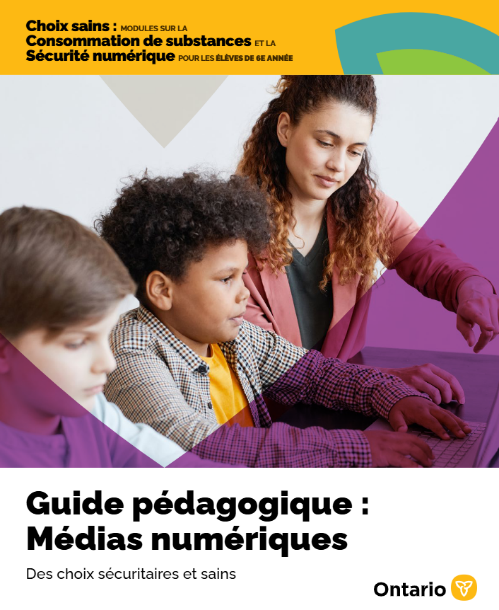 Choix sains : MODULES SUR LA
Consommation de substances ET LA
Sécurité numérique POUR LES ÉLÈVES DE 6E ANNÉE
Guide pédagogique :
Médias numériques
Des choix sécuritaires et sains
Ontario